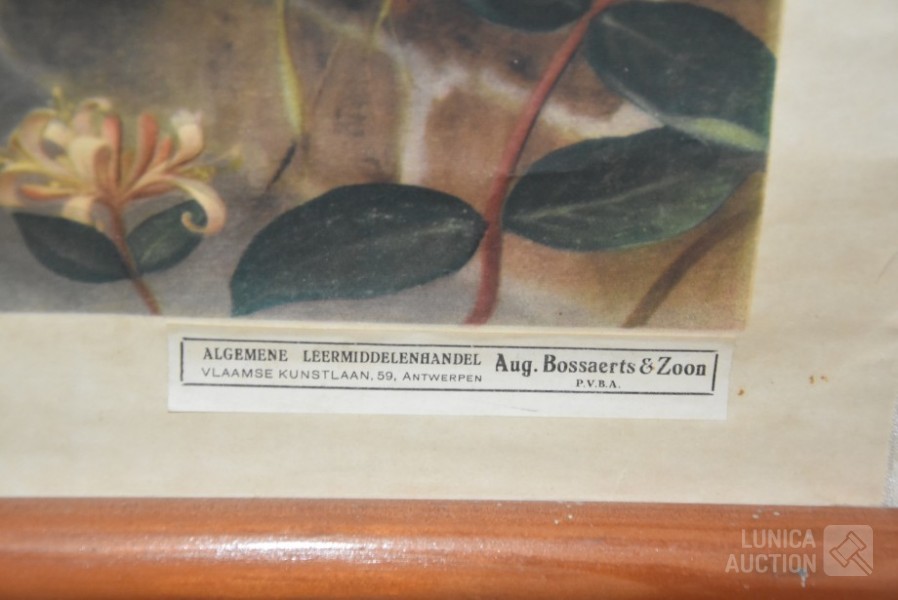 ALGEMENE LEERMIDDELENHANDEL
VLAAMSE KUNSTLAAN, 59, ANTWERPEN
Aug. Bossaerts & Zoon
P.V.B.A.
LUNICA
AUCTION